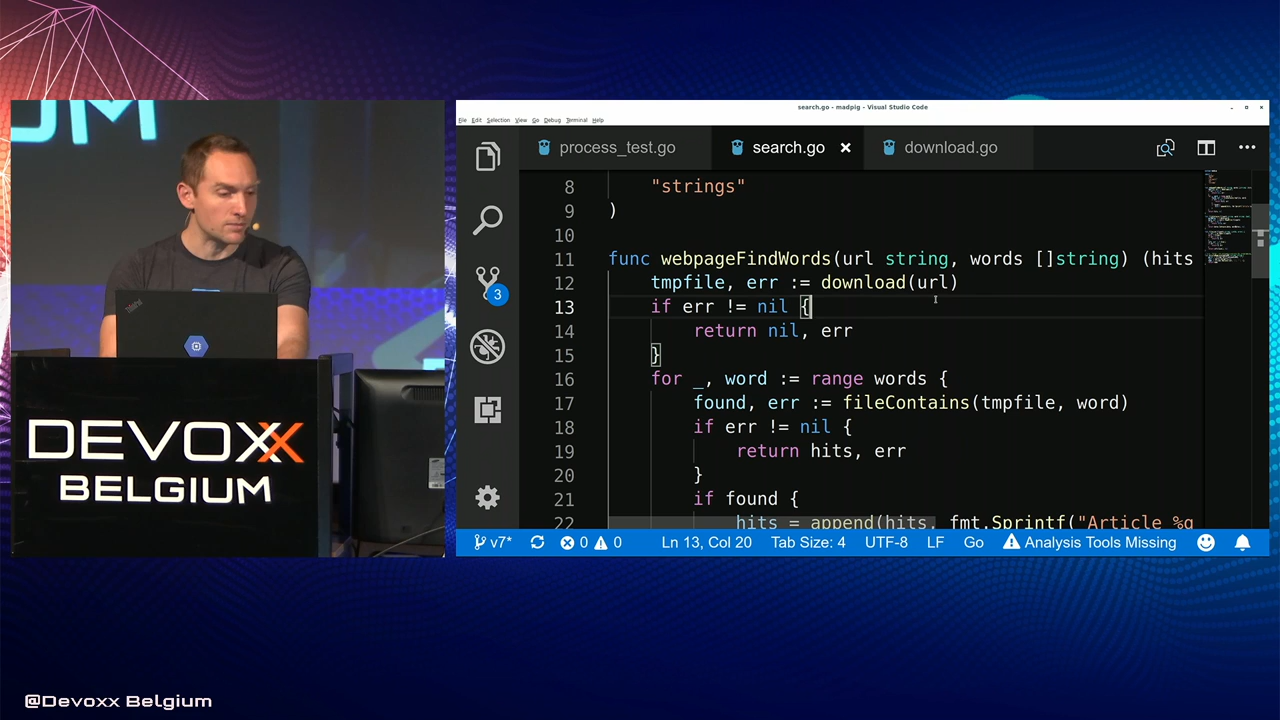 search.go - madpig - Visual Studio Code
File Edit Selection View Go Debug Terminal Help
process_test.go search.go download.go
8 "strings"
9 )
10
11 func webpageFindWords(url string, words []string) (hits
12 tmpfile, err := download(url)
13 if err != nil {
14 return nil, err
15 }
16 for _, word := range words {
17 found, err := fileContains(tmpfile, word)
18 if err != nil {
19 return hits, err
20 }
21 if found {
22 hits = append(hits, fmt.Sprintf("Article %q
3
v7* 0 0 Ln 13, Col 20 Tab Size: 4 UTF-8 LF Go Analysis Tools Missing
DEVOXX
BELGIUM
@Devoxx Belgium